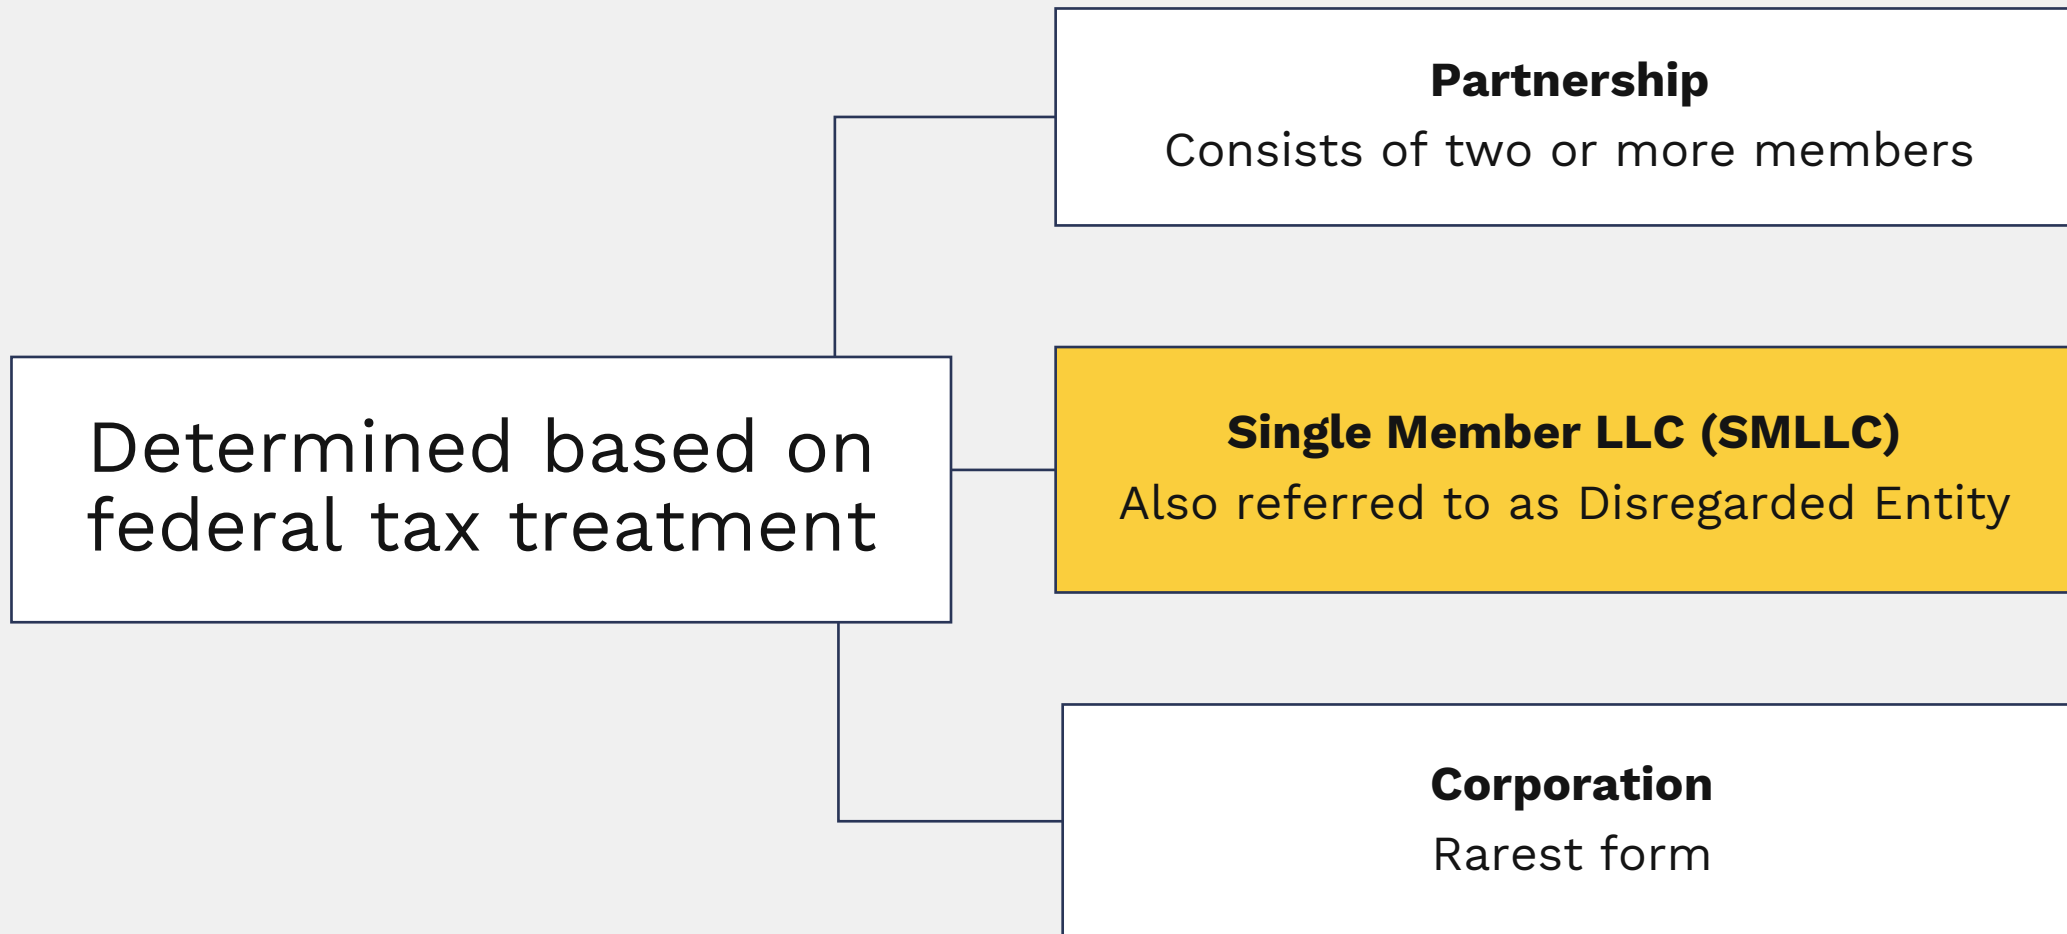 Partnership
Consists of two or more members
Determined based on
federal tax treatment
Single Member LLC (SMLLC)
Also referred to as Disregarded Entity
Corporation
Rarest form